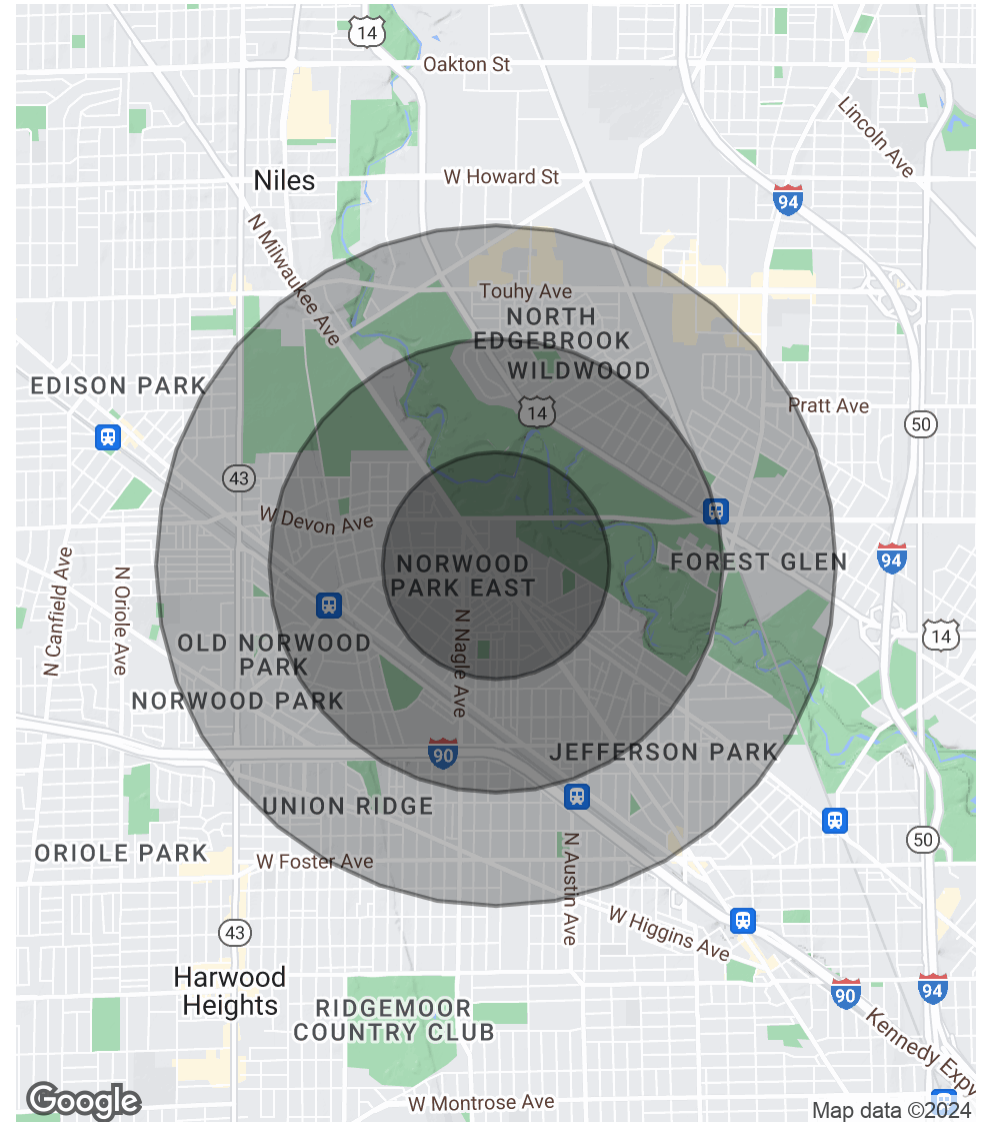 14
Oakton St
Lincoln Ave
W Howard St
Niles
94
N Milwaukee Ave
Touhy Ave
NORTH
EDGEBROOK
WILDWOOD
EDISON PARK
Pratt Ave
14
50
43
W Devon Ave
94
FOREST GLEN
NORWOOD
PARK EAST
N Canfield Ave
N Oriole Ave
N Nagle Ave
14
OLD NORWOOD
PARK
NORWOOD PARK
90
JEFFERSON PARK
UNION RIDGE
50
ORIOLE PARK
W Foster Ave
N Austin Ave
43
W Higgins Ave
Harwood
Heights
90
94
RIDGEMOOR
COUNTRY CLUB
Kennedy Expy
Google
W Montrose Ave
Map data ©2024